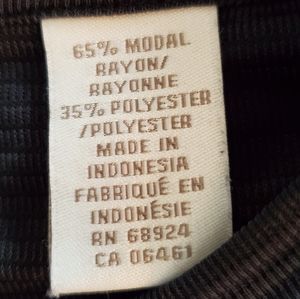 65% MODAL
RAYON/
RAYONNE
35% POLYESTER
/POLYESTER
MADE IN
INDONESIA
FABRIQUÉ EN
INDONÉSIE
RN 68924
CA 06461